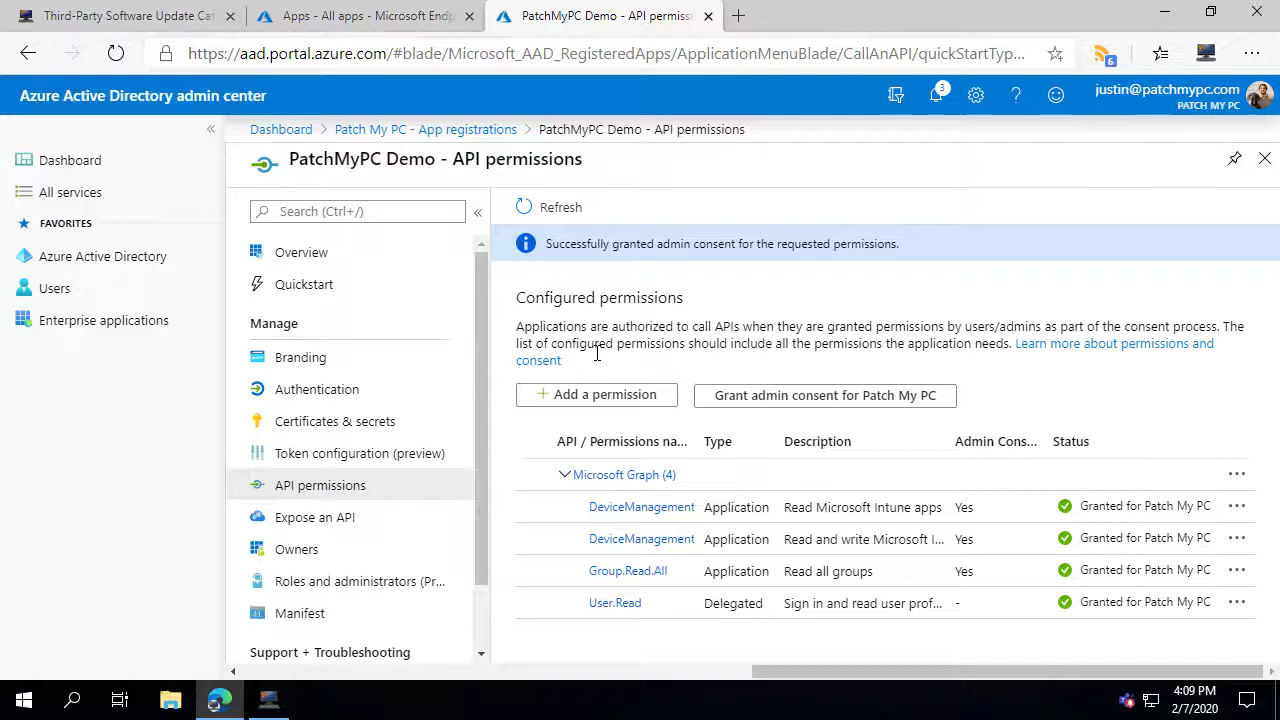 Third-Party Software Update Cat
Apps - All apps - Microsoft Endp
PatchMyPC Demo - API permiss
https://aad.portal.azure.com/#blade/Microsoft_AAD_RegisteredApps/ApplicationMenuBlade/CallAnAPI/quickStartTyp...
6
Azure Active Directory admin center
3
justin@patchmypc.com
PATCH MY PC
Dashboard
All services
FAVORITES
Azure Active Directory
Users
Enterprise applications
Dashboard > Patch My PC - App registrations > PatchMyPC Demo - API permissions
PatchMyPC Demo - API permissions
Search (Ctrl+/)
Overview
Quickstart
Manage
Branding
Authentication
Certificates & secrets
Token configuration (preview)
API permissions
Expose an API
Owners
Roles and administrators (Pr...
Manifest
Support + Troubleshooting
Refresh
Successfully granted admin consent for the requested permissions.
Configured permissions
Applications are authorized to call APIs when they are granted permissions by users/admins as part of the consent process. The
list of configured permissions should include all the permissions the application needs. Learn more about permissions and
consent
+ Add a permission
Grant admin consent for Patch My PC
API / Permissions na... Type Description Admin Cons... Status
Microsoft Graph (4)
DeviceManagement Application Read Microsoft Intune apps Yes Granted for Patch My PC
DeviceManagement Application Read and write Microsoft I... Yes Granted for Patch My PC
Group.Read.All Application Read all groups Yes Granted for Patch My PC
User.Read Delegated Sign in and read user prof... Granted for Patch My PC
4:09 PM
2/7/2020